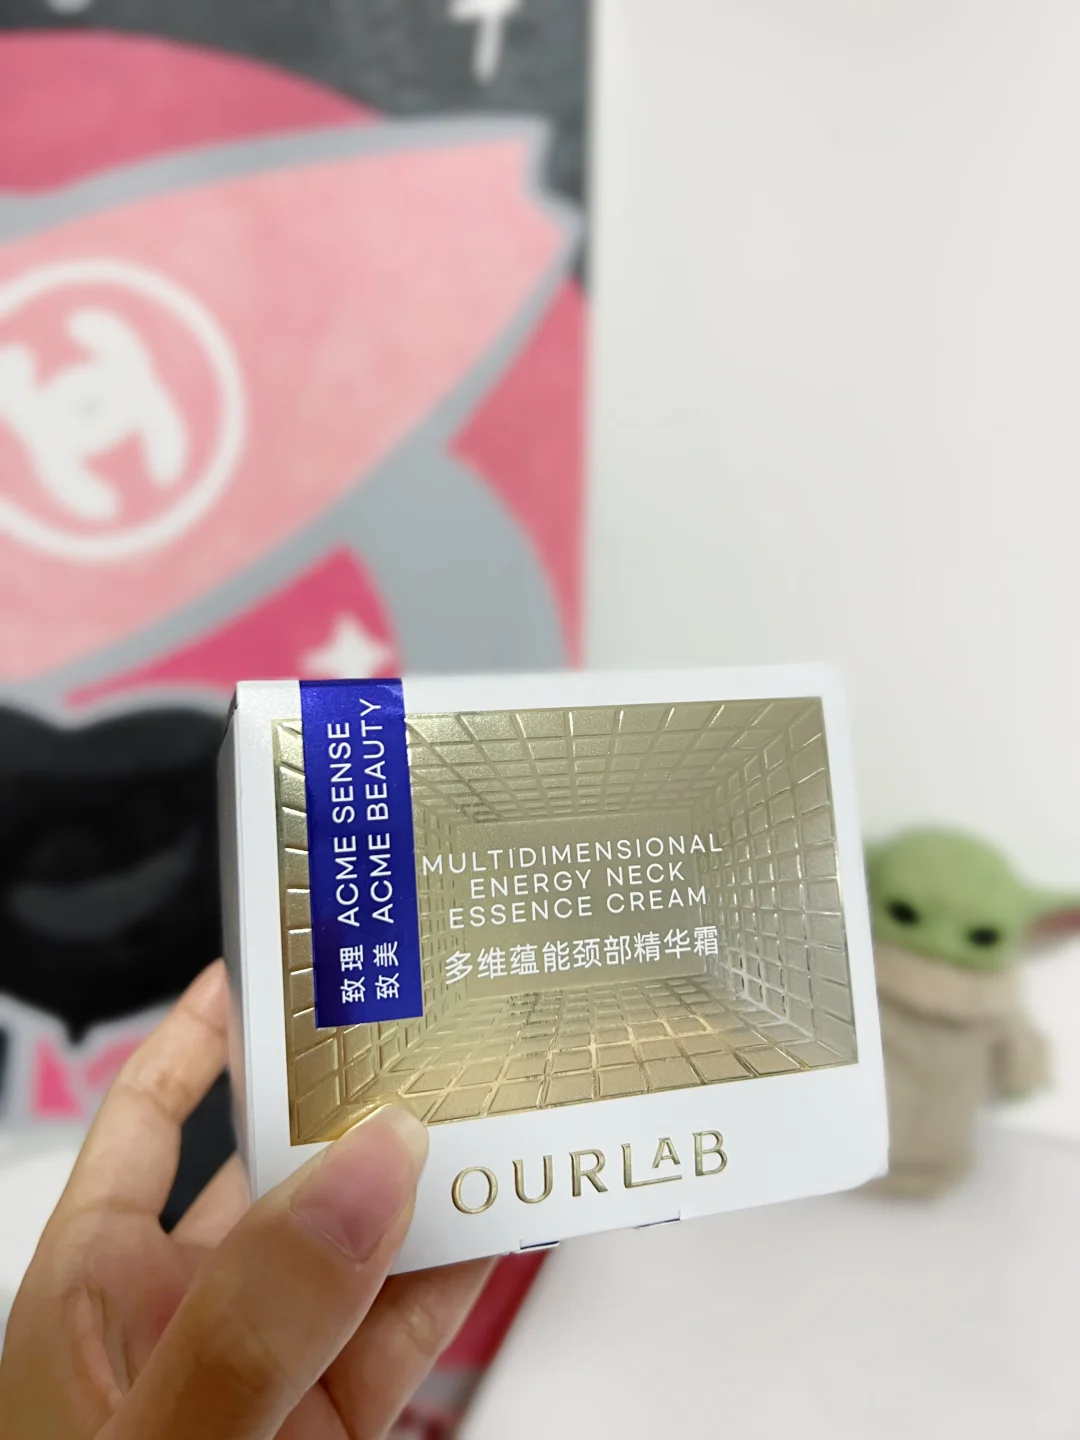 致理 ACME SENSE
致美 ACME BEAUTY
MULTIDIMENSIONAL
ENERGY NECK
ESSENCE CREAM
多维蕴能颈部精华霜
OURLAB